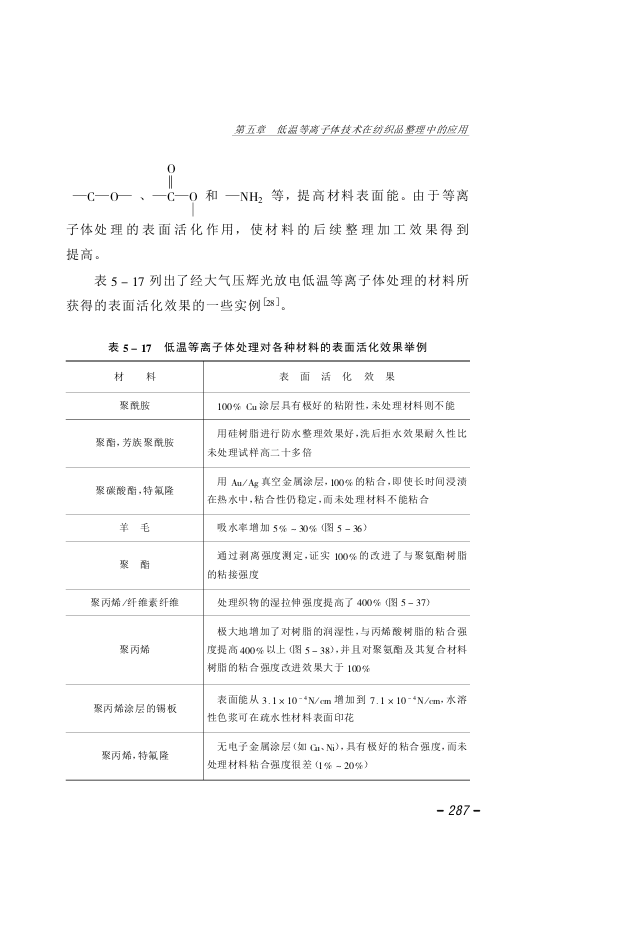 第五章 低温等离子体技术在纺织品整理中的应用
O
‖
—C—O— 、—C—O 和 —NH₂ 等，提高材料表面能。由于等离
|
子体处理的表面活化作用，使材料的后续整理加工效果得到
提高。
表 5－17 列出了经大气压辉光放电低温等离子体处理的材料所
获得的表面活化效果的一些实例[28]。
表 5－17 低温等离子体处理对各种材料的表面活化效果举例
材 料 表 面 活 化 效 果
聚酰胺 100% Cu 涂层具有极好的粘附性，未处理材料则不能
聚酯，芳族聚酰胺 用硅树脂进行防水整理效果好，洗后拒水效果耐久性比
未处理试样高二十多倍
聚碳酸酯，特氟隆 用 Au/Ag 真空金属涂层，100%的粘合，即使长时间浸渍
在热水中，粘合性仍稳定，而未处理材料不能粘合
羊 毛 吸水率增加 5%－30%（图 5－36）
聚 酯 通过剥离强度测定，证实 100%的改进了与聚氨酯树脂
的粘接强度
聚丙烯/纤维素纤维 处理织物的湿拉伸强度提高了 400%（图 5－37）
聚丙烯 极大地增加了对树脂的润湿性，与丙烯酸树脂的粘合强
度提高 400%以上（图 5－38），并且对聚氨酯及其复合材料
树脂的粘合强度改进效果大于 100%
聚丙烯涂层的锡板 表面能从 3.1×10⁻⁴N/cm 增加到 7.1×10⁻⁴N/cm，水溶
性色浆可在疏水性材料表面印花
聚丙烯，特氟隆 无电子金属涂层（如 Cu、Ni），具有极好的粘合强度，而未
处理材料粘合强度很差（1%－20%）
－287－